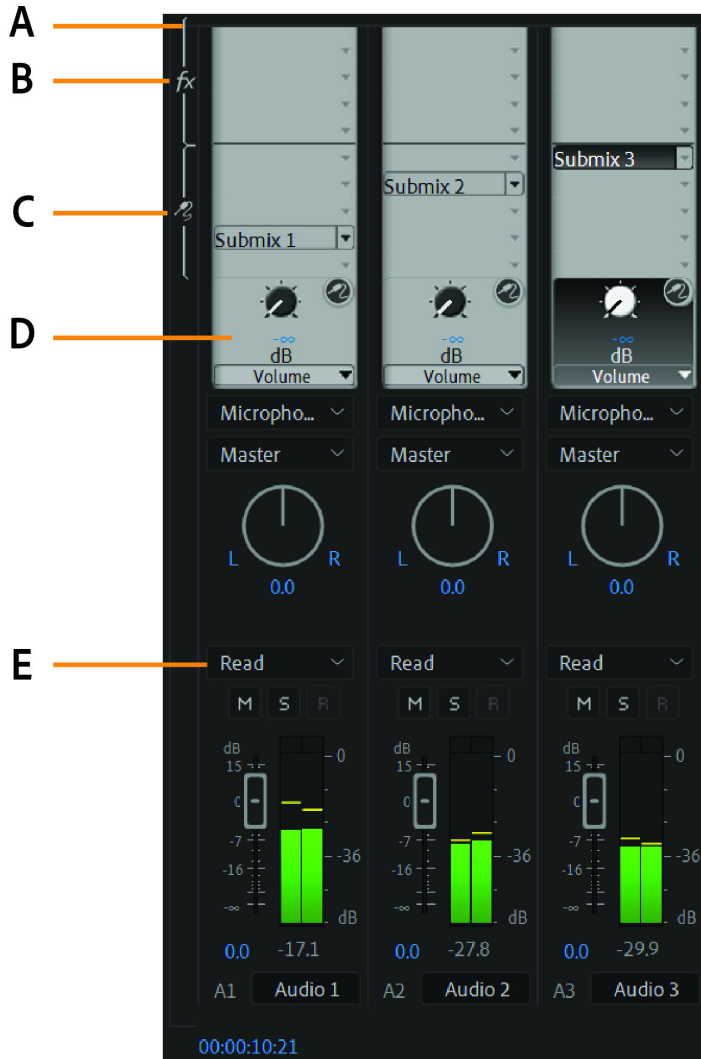 A
B
fx
C
Submix 3
Submix 2
Submix 1
D
-∞ -∞ -∞
dB dB dB
Volume Volume Volume
Micropho... Micropho... Micropho...
Master Master Master
L R L R L R
0.0 0.0 0.0
E
Read Read Read
M S R M S R M S R
dB dB dB
15 0 15 0 15 0
0 0 0
-7 -36 -7 -36 -7 -36
-16 -16 -16
-∞ dB -∞ dB -∞ dB
0.0 -17.1 0.0 -27.8 0.0 -29.9
A1 Audio 1 A2 Audio 2 A3 Audio 3
00:00:10:21